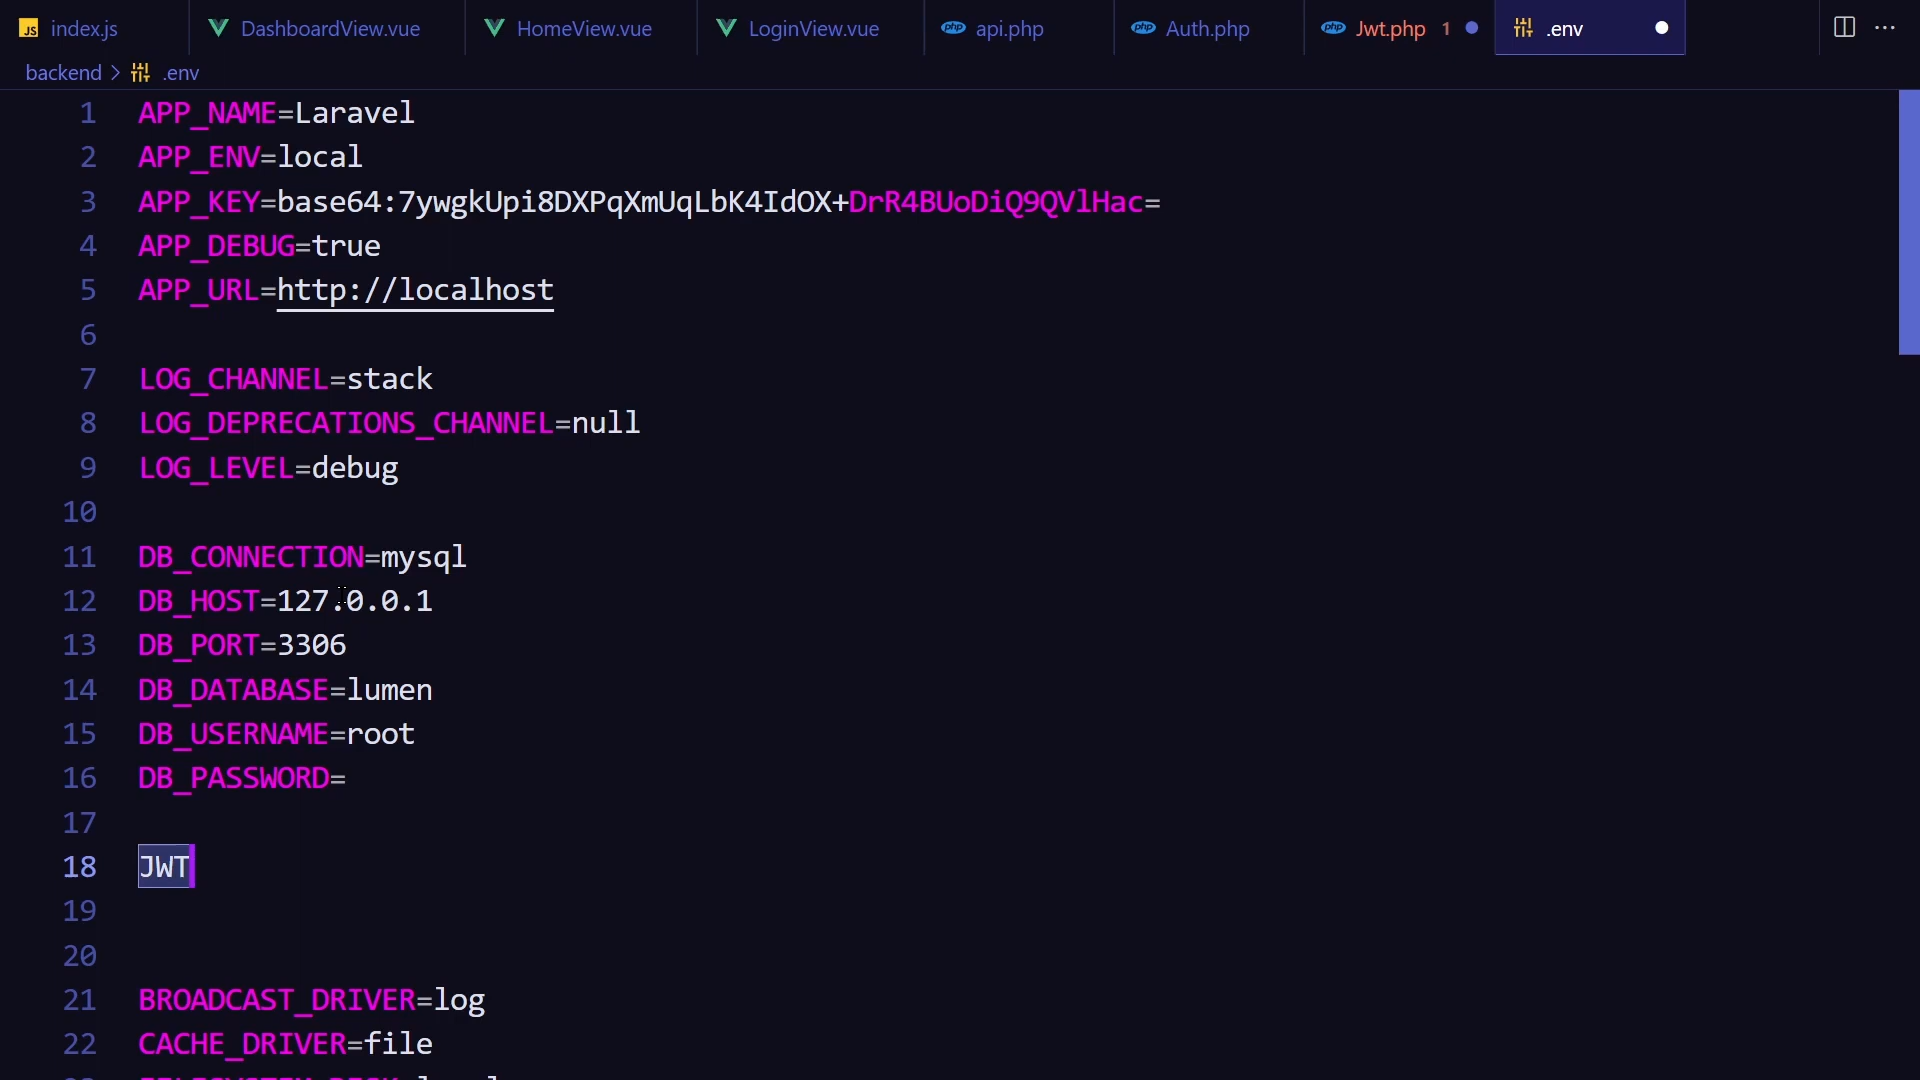 index.js DashboardView.vue HomeView.vue LoginView.vue api.php Auth.php Jwt.php 1 .env
backend > .env
1 APP_NAME=Laravel
2 APP_ENV=local
3 APP_KEY=base64:7ywgkUpi8DXPqXmUqLbK4IdOX+DrR4BUoDiQ9QVlHac=
4 APP_DEBUG=true
5 APP_URL=http://localhost
6
7 LOG_CHANNEL=stack
8 LOG_DEPRECATIONS_CHANNEL=null
9 LOG_LEVEL=debug
10
11 DB_CONNECTION=mysql
12 DB_HOST=127.0.0.1
13 DB_PORT=3306
14 DB_DATABASE=lumen
15 DB_USERNAME=root
16 DB_PASSWORD=
17
18 JWT
19
20
21 BROADCAST_DRIVER=log
22 CACHE_DRIVER=file